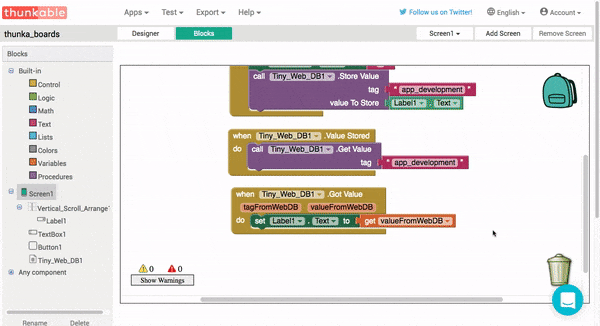 thunkable
Apps Test Export Help Follow us on Twitter! English Account
thunka_boards Designer Blocks Screen1 Add Screen Remove Screen
Blocks
Built-in
Control
Logic
Math
Text
Lists
Colors
Variables
Procedures
Screen1
Vertical_Scroll_Arrange
Label1
TextBox1
Button1
Tiny_Web_DB1
Any component
Rename Delete
call Tiny_Web_DB1 .Store Value
tag " app_development "
value To Store Label1 . Text
when Tiny_Web_DB1 .Value Stored
do call Tiny_Web_DB1 .Get Value
tag " app_development "
when Tiny_Web_DB1 .Got Value
tagFromWebDB valueFromWebDB
do set Label1 . Text to get valueFromWebDB
0 0
Show Warnings